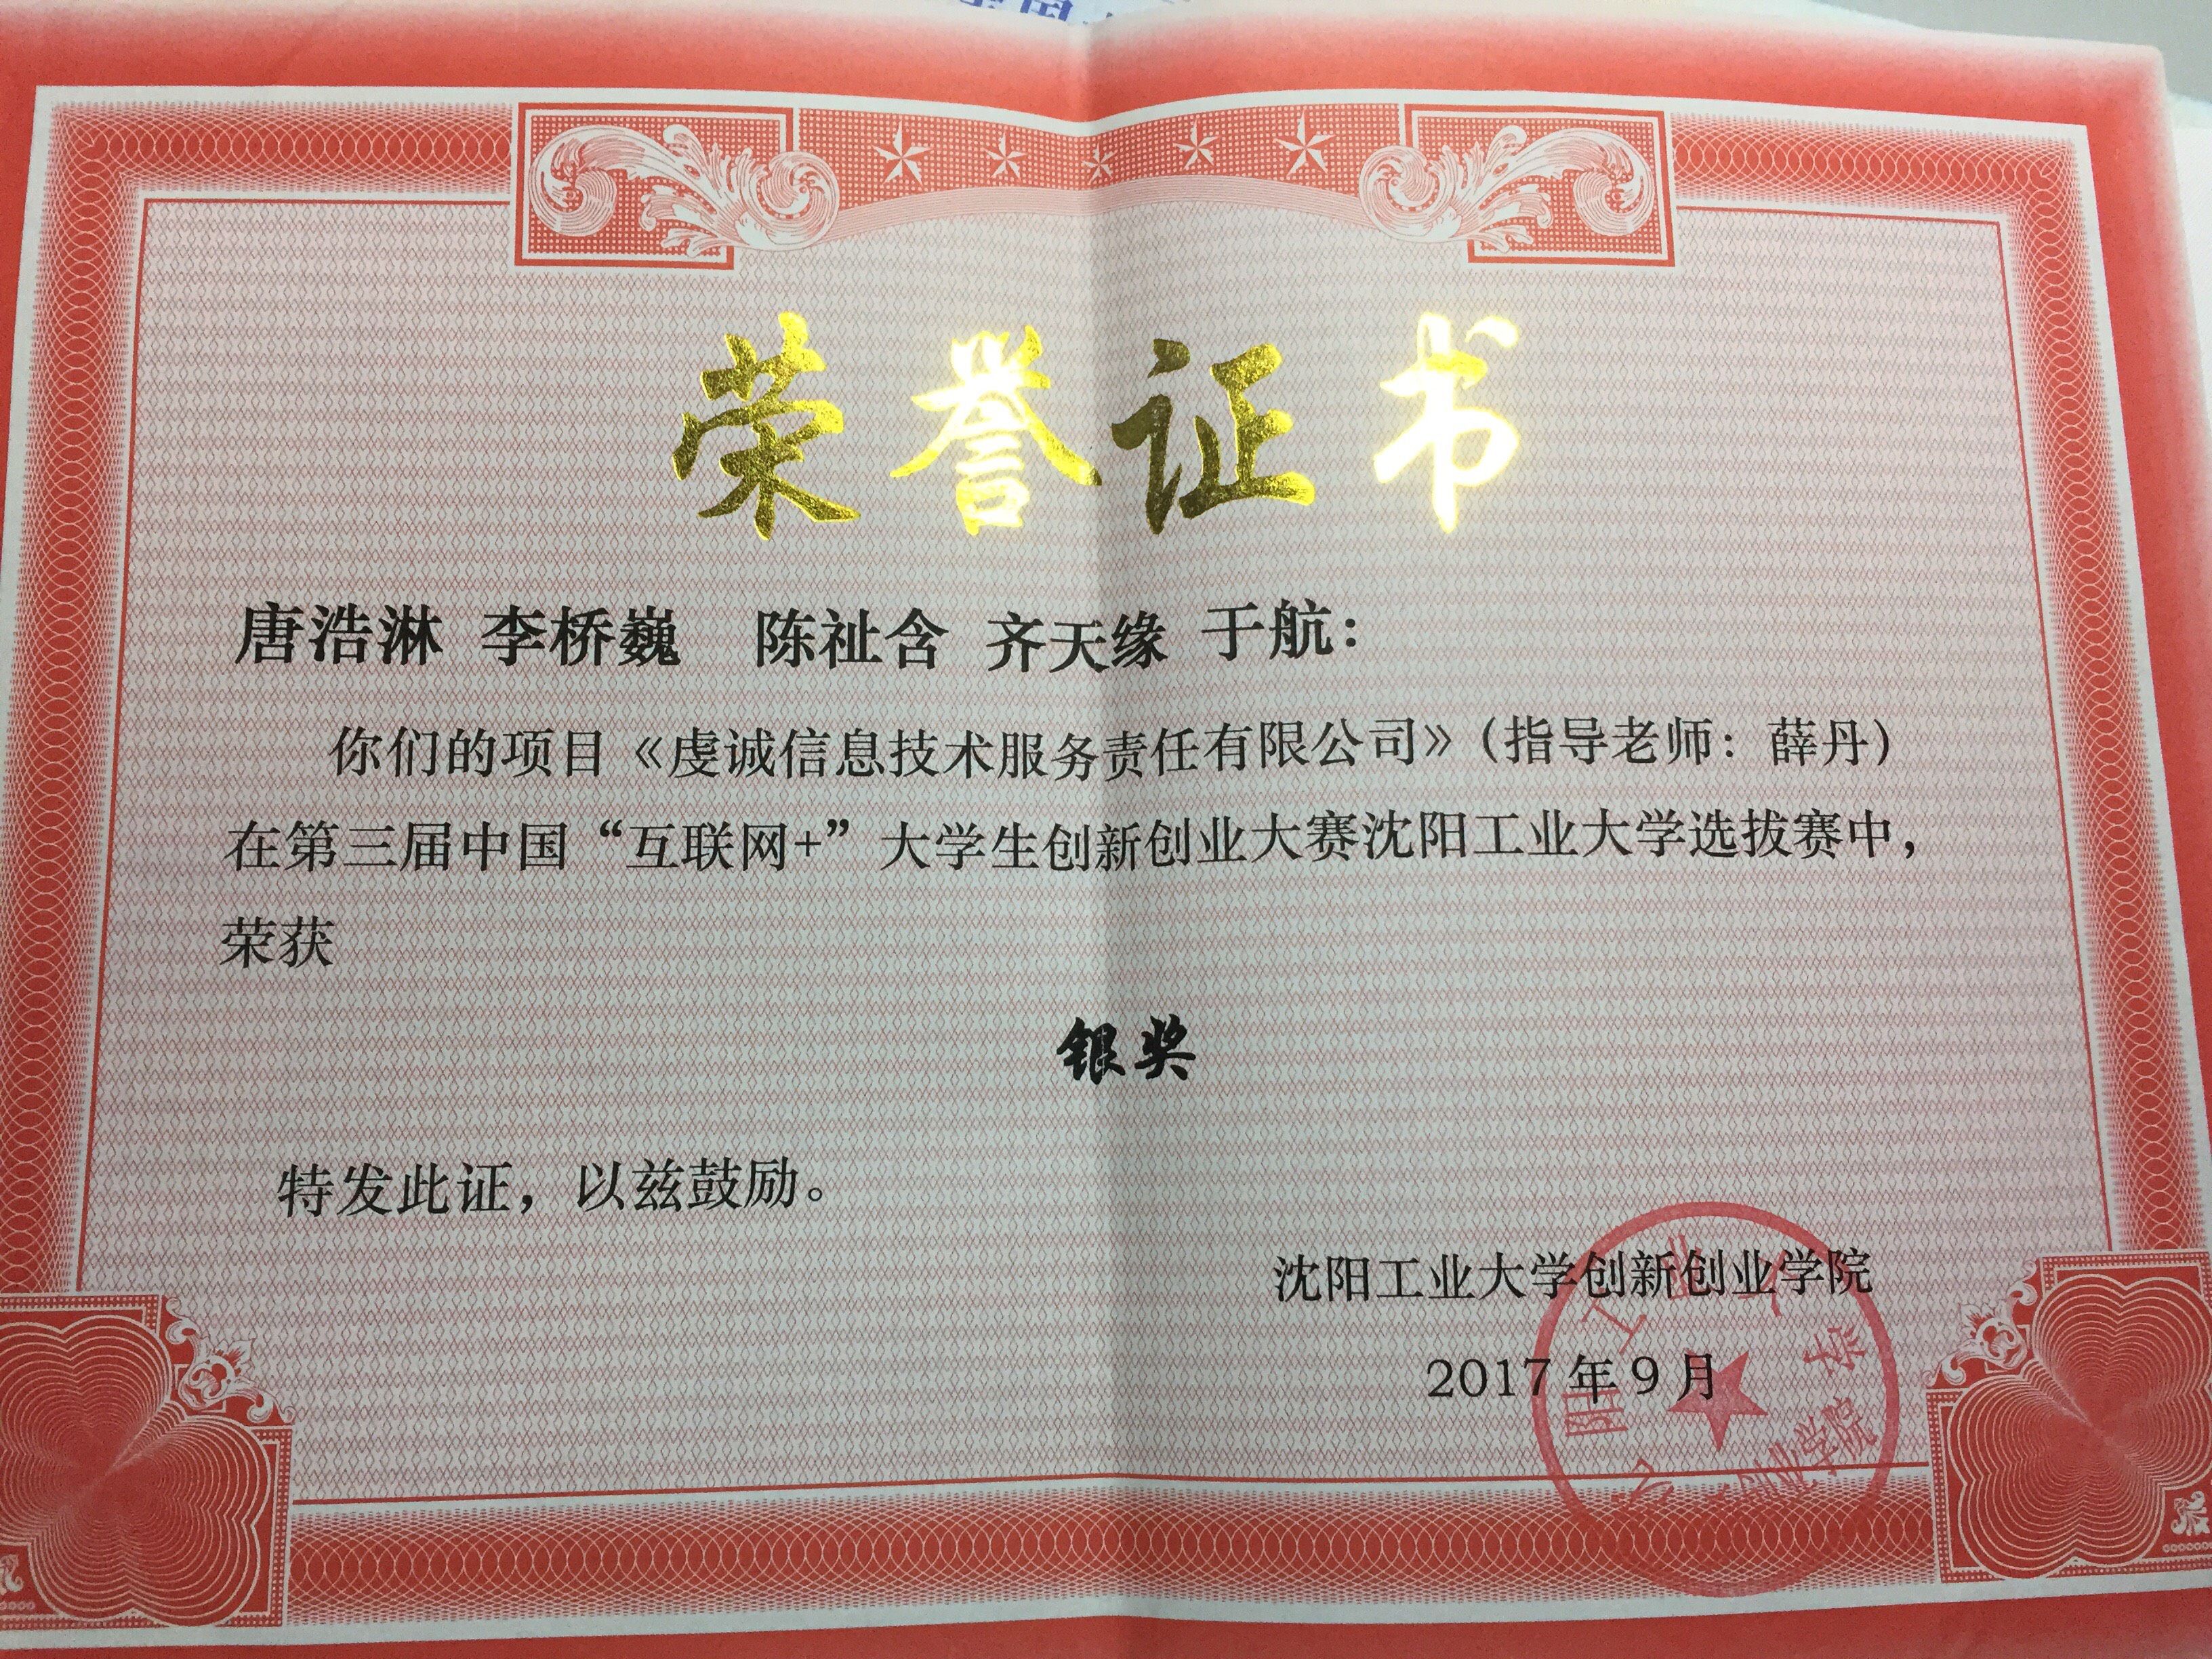 荣誉证书
唐浩淋 李桥巍 陈祉含 齐天缘 于航：
你们的项目《虔诚信息技术服务责任有限公司》（指导老师：薛丹）
在第三届中国“互联网+”大学生创新创业大赛沈阳工业大学选拔赛中，
荣获
银奖
特发此证，以兹鼓励。
沈阳工业大学创新创业学院
2017年9月